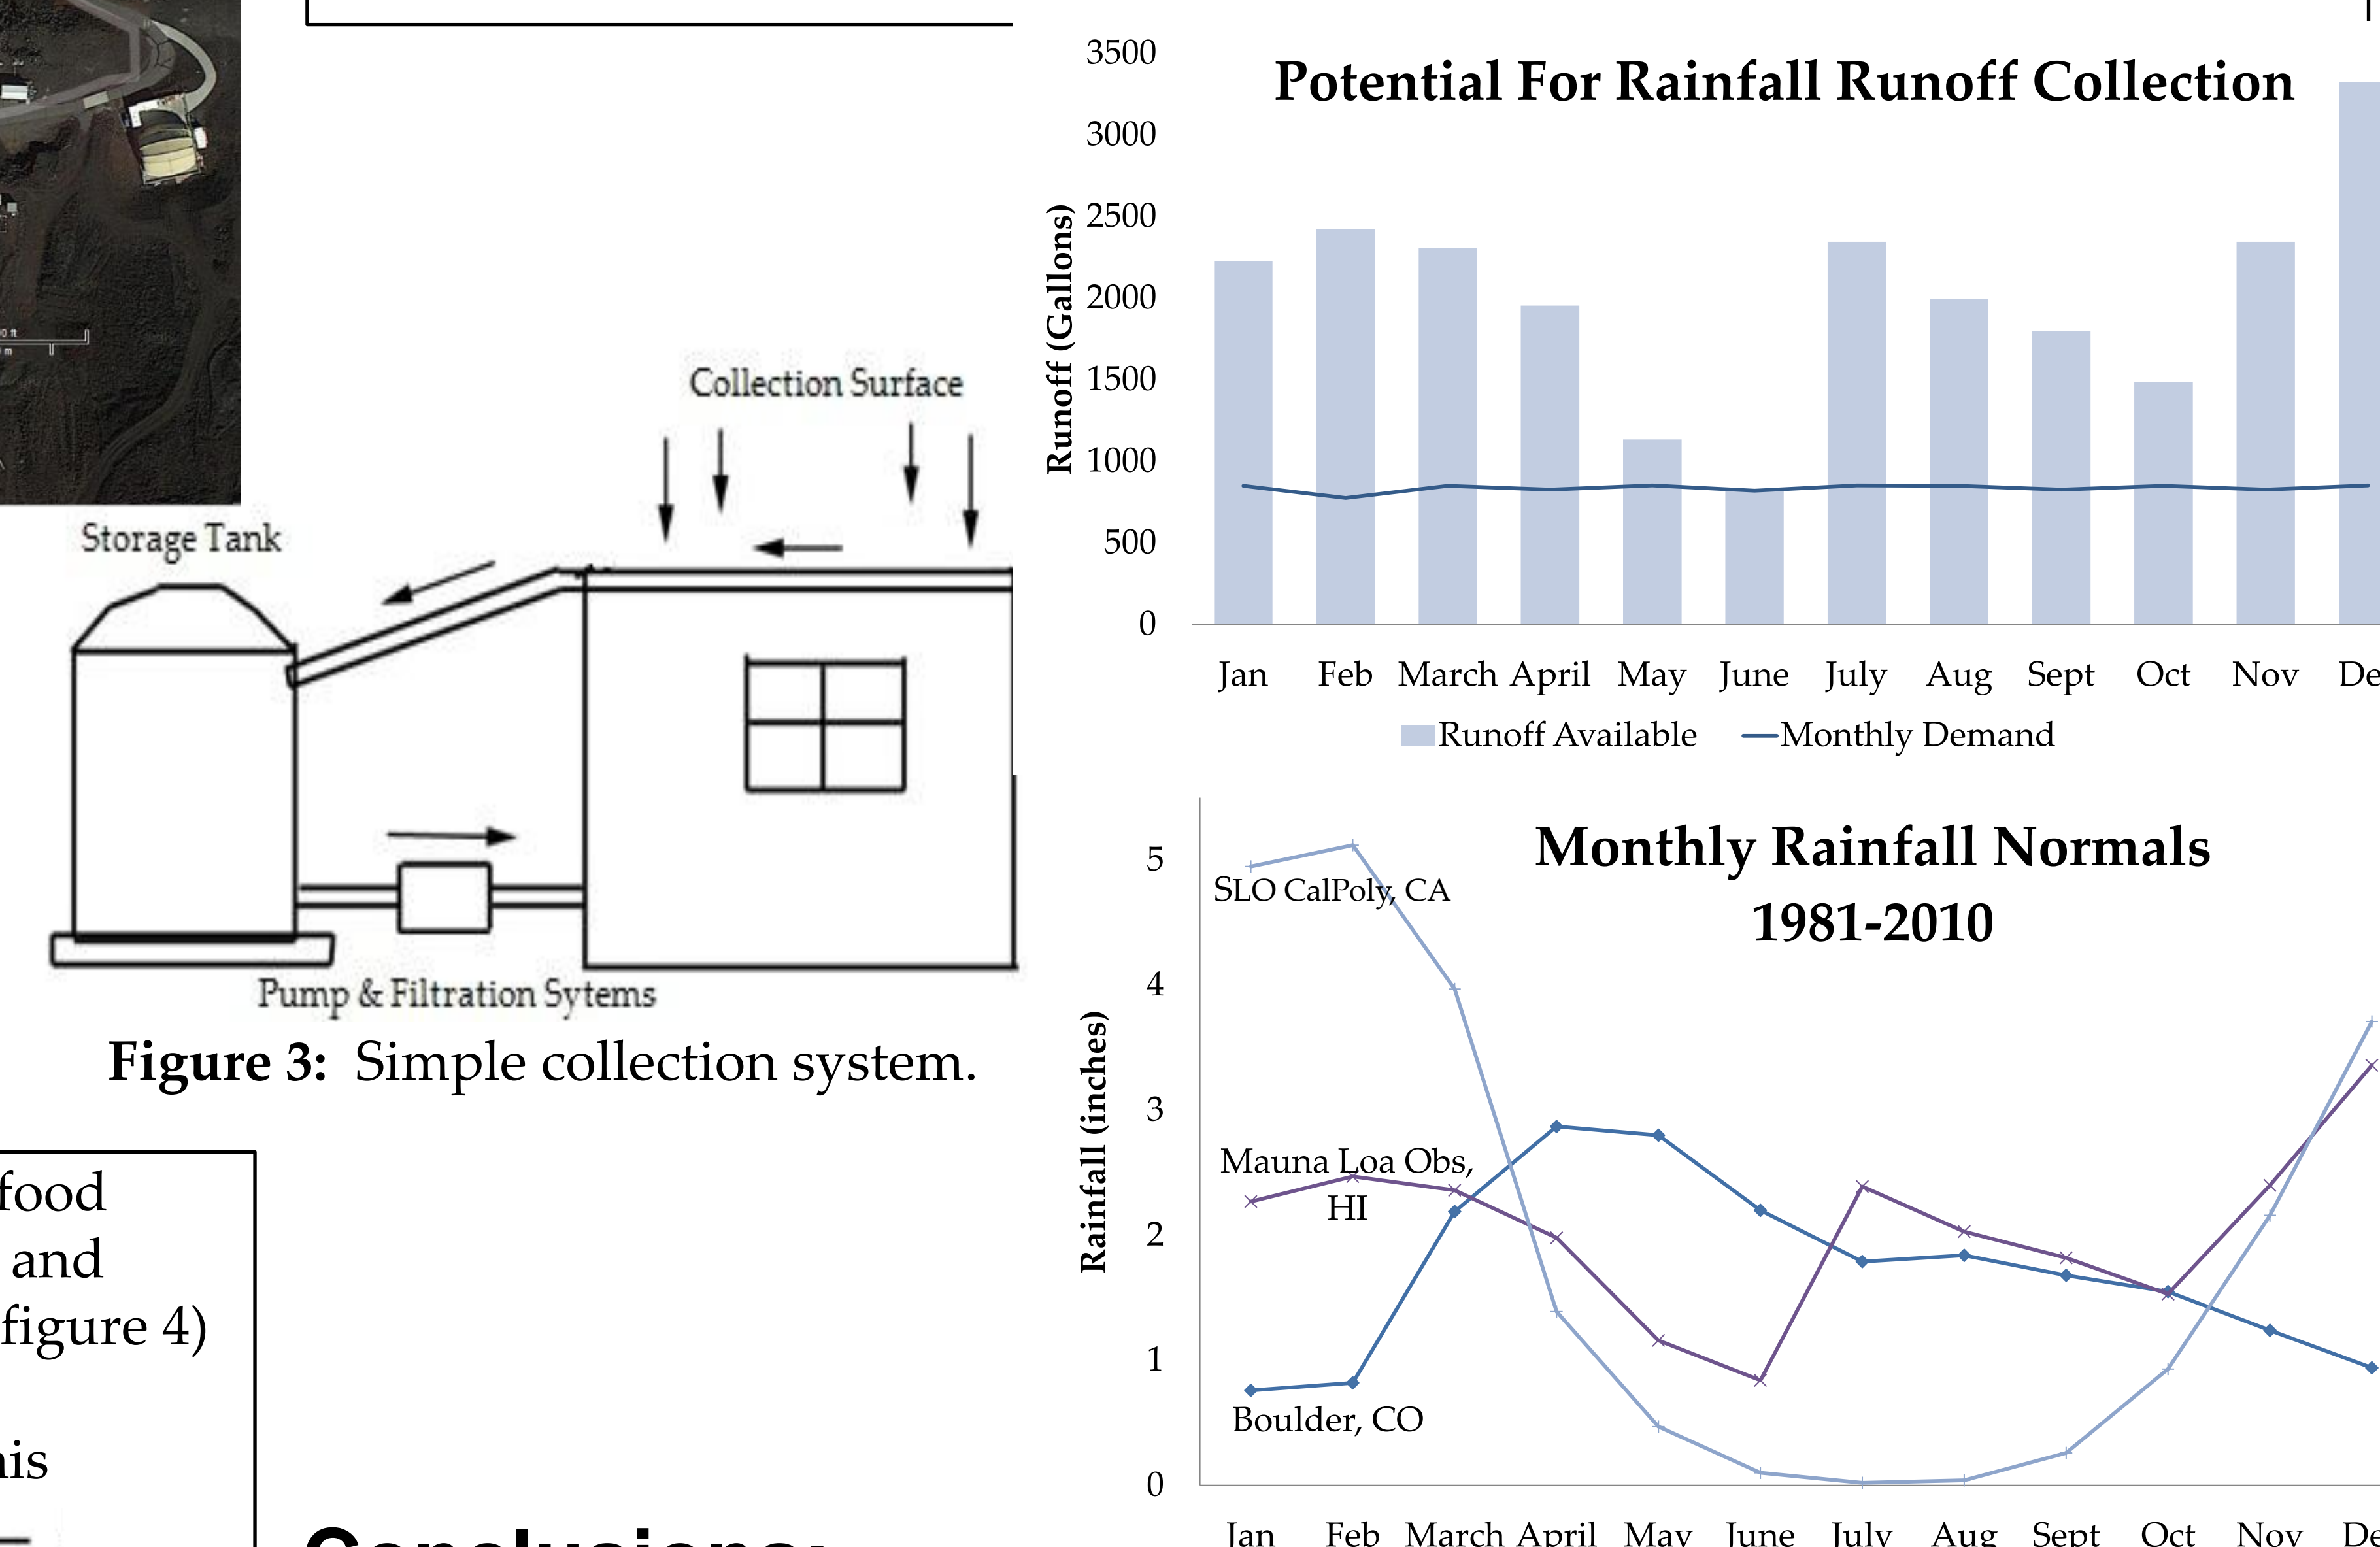 Storage Tank
Collection Surface
Pump & Filtration Sytems
Figure 3: Simple collection system.
food
and
figure 4)
Conclusions:
Potential For Rainfall Runoff Collection
Runoff (Gallons)
3500
3000
2500
2000
1500
1000
500
0
Jan Feb March April May June July Aug Sept Oct Nov De
Runoff Available Monthly Demand
Monthly Rainfall Normals
1981-2010
Rainfall (inches)
5
4
3
2
1
0
SLO CalPoly, CA
Mauna Loa Obs,
HI
Boulder, CO
Jan Feb March April May June July Aug Sept Oct Nov De